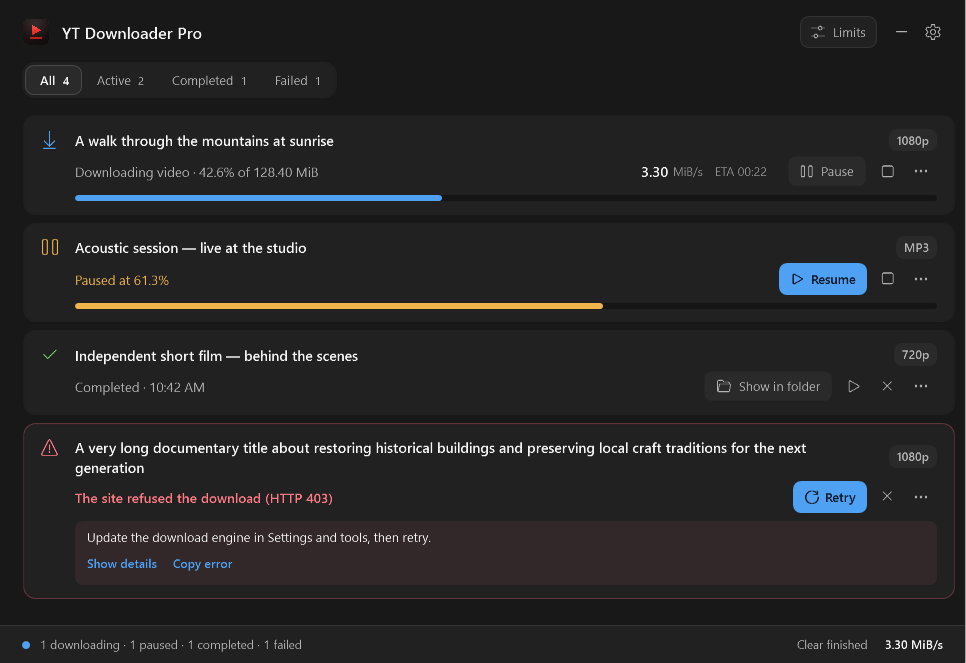 YT Downloader Pro
Limits
All 4 Active 2 Completed 1 Failed 1
A walk through the mountains at sunrise
1080p
Downloading video · 42.6% of 128.40 MiB
3.30 MiB/s ETA 00:22
Pause
Acoustic session — live at the studio
MP3
Paused at 61.3%
Resume
Independent short film — behind the scenes
720p
Completed · 10:42 AM
Show in folder
A very long documentary title about restoring historical buildings and preserving local craft traditions for the next
generation
1080p
The site refused the download (HTTP 403)
Retry
Update the download engine in Settings and tools, then retry.
Show details Copy error
1 downloading · 1 paused · 1 completed · 1 failed
Clear finished 3.30 MiB/s